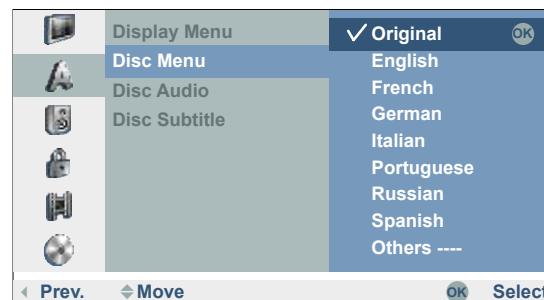 Display Menu
Disc Menu
Disc Audio
Disc Subtitle
✓ Original OK
English
French
German
Italian
Portuguese
Russian
Spanish
Others ----
Prev. Move OK Select